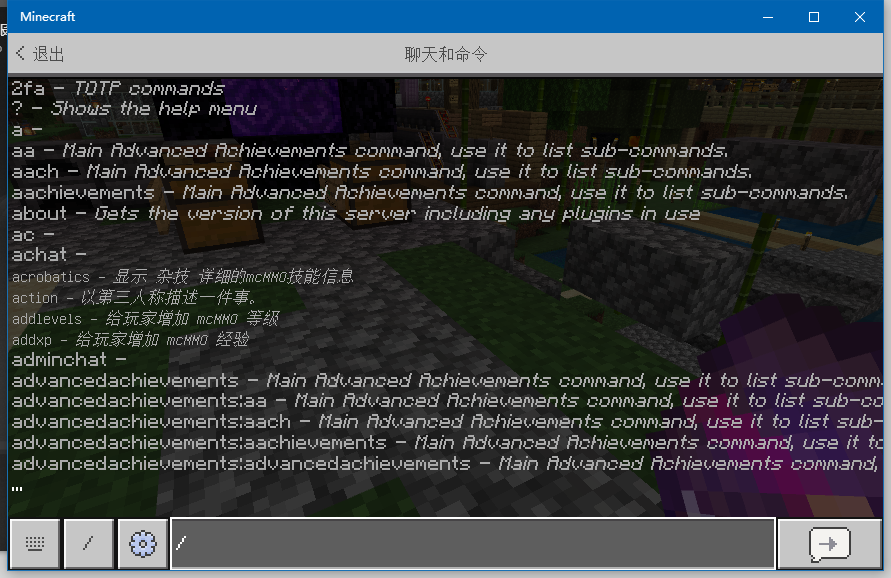 Minecraft
退出
聊天和命令
2fa - TOTP commands
? - Shows the help menu
a -
aa - Main Advanced Achievements command, use it to list sub-commands.
aach - Main Advanced Achievements command, use it to list sub-commands.
aachievements - Main Advanced Achievements command, use it to list sub-commands.
about - Gets the version of this server including any plugins in use
ac -
achat -
acrobatics - 显示 杂技 详细的mcMMO技能信息
action - 以第三人称描述一件事。
addlevels - 给玩家增加 mcMMO 等级
addxp - 给玩家增加 mcMMO 经验
adminchat -
advancedachievements - Main Advanced Achievements command, use it to list sub-comm
advancedachievements:aa - Main Advanced Achievements command, use it to list sub-co
advancedachievements:aach - Main Advanced Achievements command, use it to list sub-
advancedachievements:aachievements - Main Advanced Achievements command, use it to
advancedachievements:advancedachievements - Main Advanced Achievements command,
...
/
/